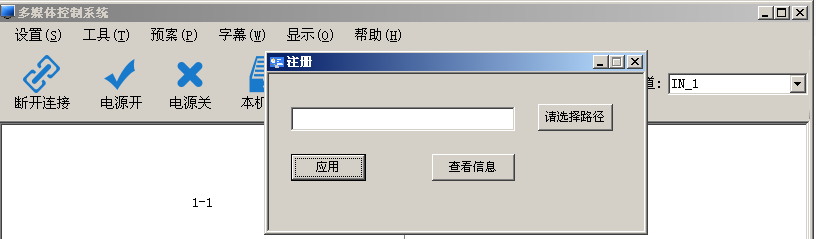 多媒体控制系统
设置(S) 工具(T) 预案(P) 字幕(W) 显示(O) 帮助(H)
注册
断开连接 电源开 电源关 本机
道: IN_1
请选择路径
应用 查看信息
1-1